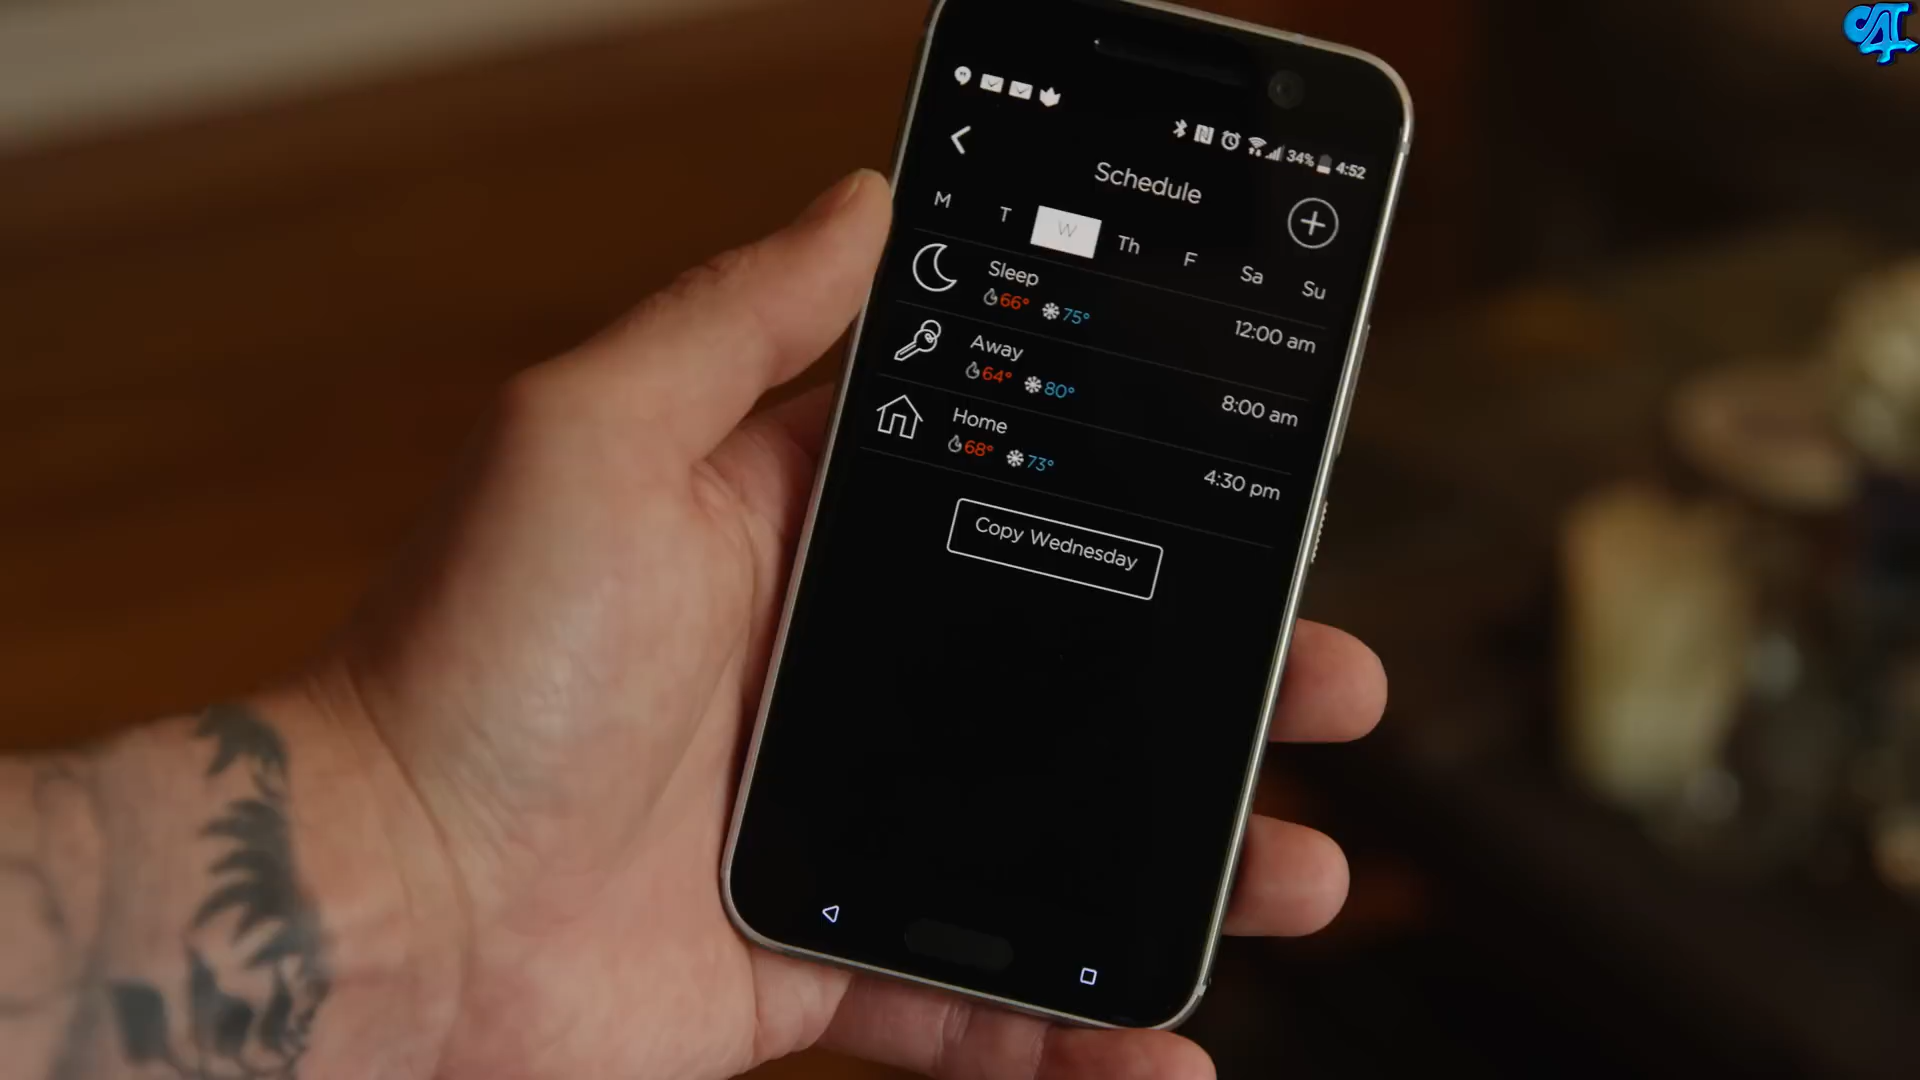 34% 4:52
Schedule
M T W Th F Sa Su
Sleep
66° 75°
12:00 am
Away
64° 80°
8:00 am
Home
68° 73°
4:30 pm
Copy Wednesday